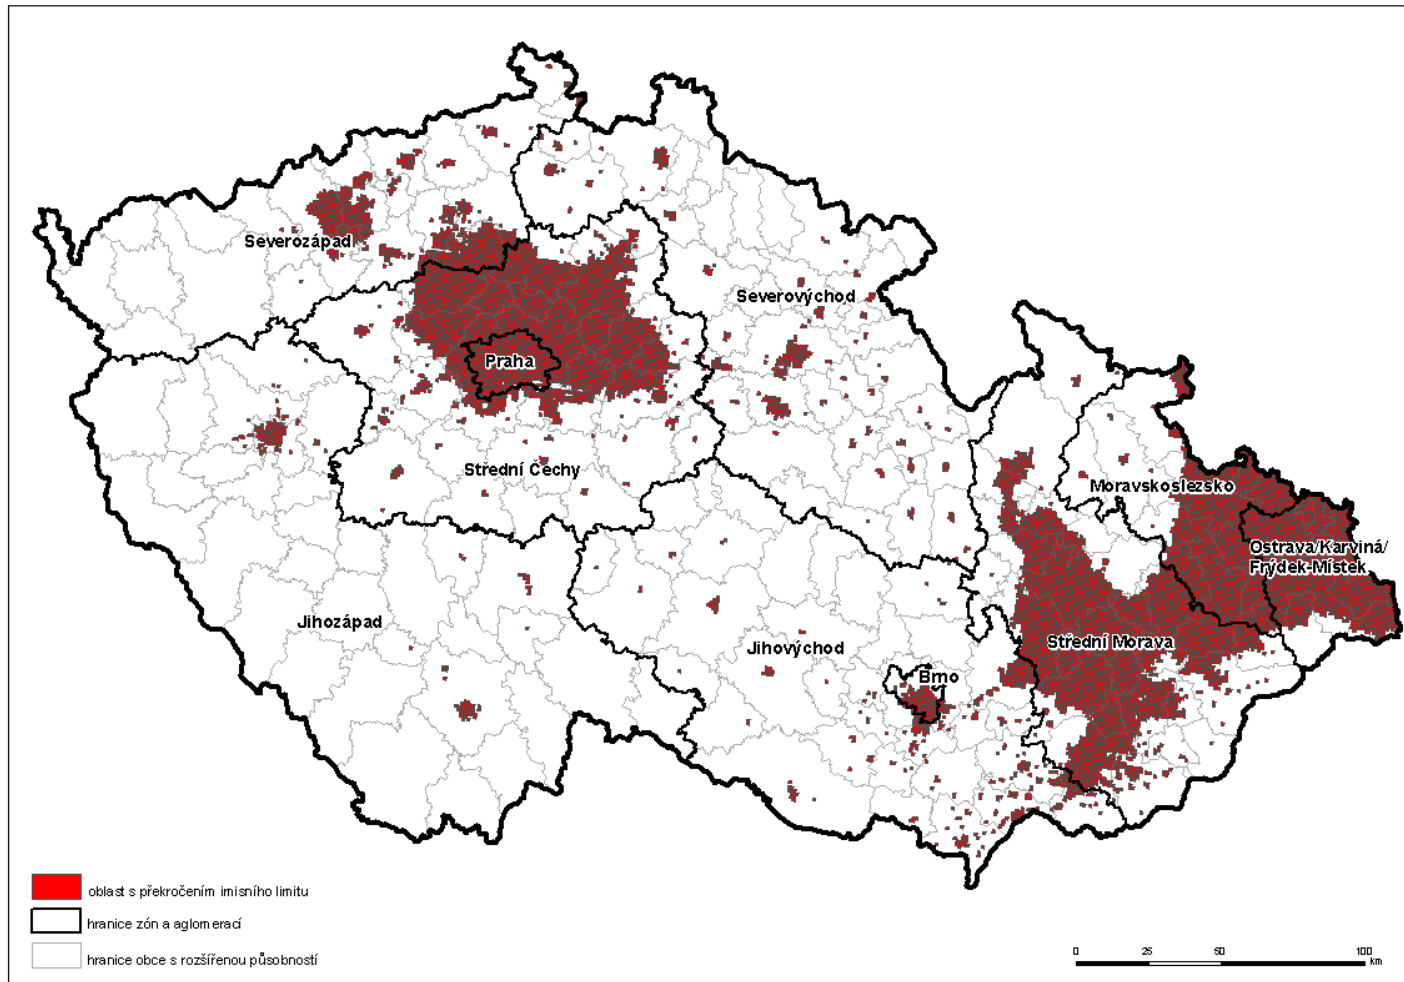 Severozápad
Severovýchod
Praha
Střední Čechy
Moravskoslezsko
Ostrava/Karviná/
Frýdek-Místek
Jihozápad
Jihovýchod
Střední Morava
Brno
oblast s překročením imisního limitu
hranice zón a aglomerací
hranice obce s rozšířenou působností
0 25 50 100
km